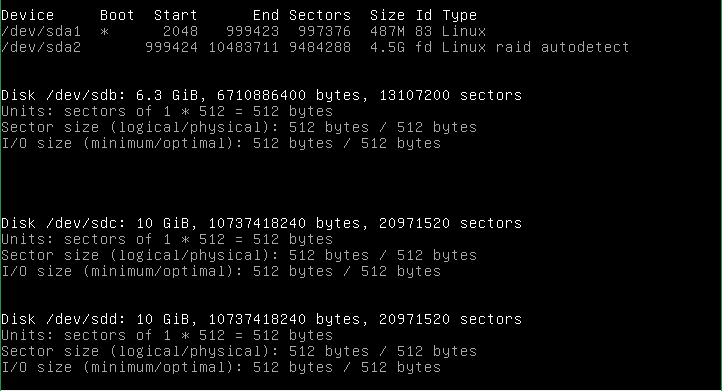 Device     Boot  Start      End Sectors  Size Id Type
/dev/sda1  *      2048   999423  997376  487M 83 Linux
/dev/sda2       999424 10483711 9484288  4.5G fd Linux raid autodetect
Disk /dev/sdb: 6.3 GiB, 6710886400 bytes, 13107200 sectors
Units: sectors of 1 * 512 = 512 bytes
Sector size (logical/physical): 512 bytes / 512 bytes
I/O size (minimum/optimal): 512 bytes / 512 bytes
Disk /dev/sdc: 10 GiB, 10737418240 bytes, 20971520 sectors
Units: sectors of 1 * 512 = 512 bytes
Sector size (logical/physical): 512 bytes / 512 bytes
I/O size (minimum/optimal): 512 bytes / 512 bytes
Disk /dev/sdd: 10 GiB, 10737418240 bytes, 20971520 sectors
Units: sectors of 1 * 512 = 512 bytes
Sector size (logical/physical): 512 bytes / 512 bytes
I/O size (minimum/optimal): 512 bytes / 512 bytes